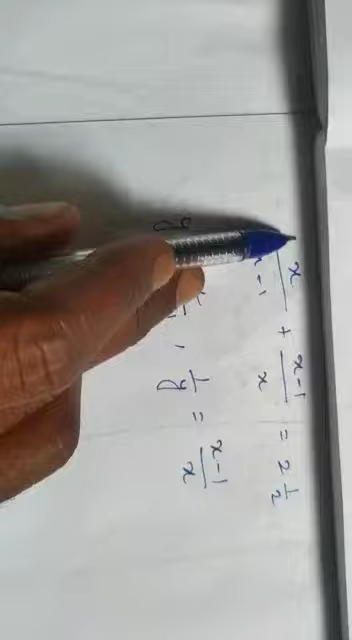 x/x-1 + x-1/x = 2 1/2
, 1/y = x-1/x